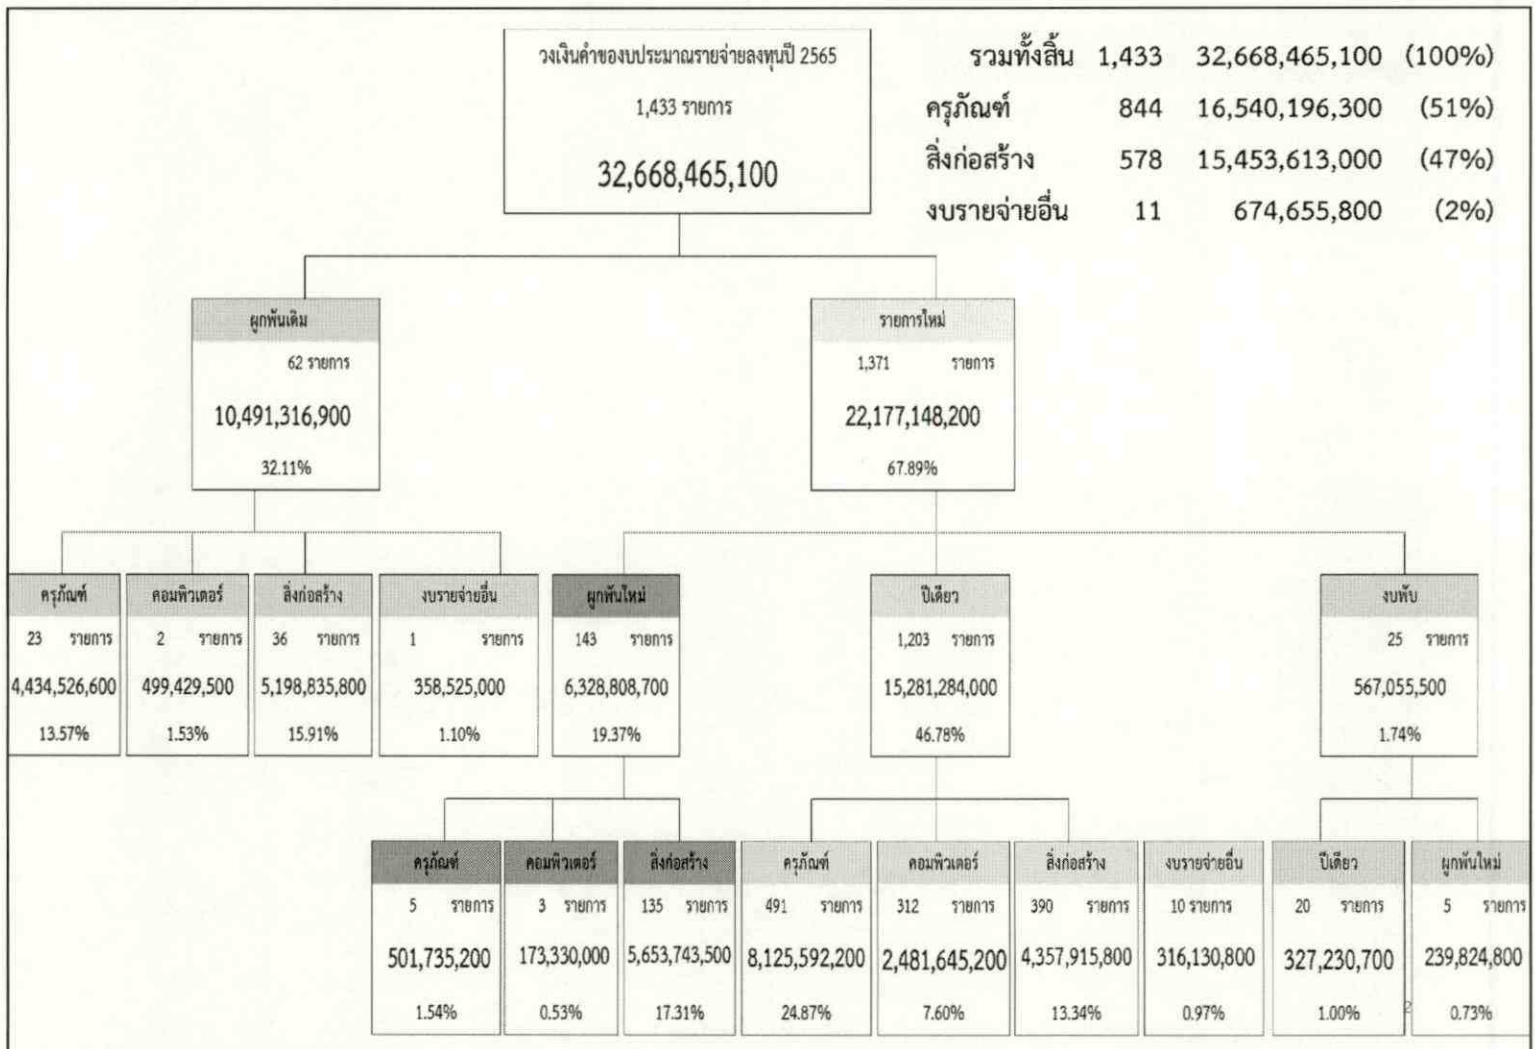 วงเงินคำของบประมาณรายจ่ายลงทุนปี 2565
1,433 รายการ
32,668,465,100
รวมทั้งสิ้น 1,433 32,668,465,100 (100%)
ครุภัณฑ์ 844 16,540,196,300 (51%)
สิ่งก่อสร้าง 578 15,453,613,000 (47%)
งบรายจ่ายอื่น 11 674,655,800 (2%)
ผูกพันเดิม
62 รายการ
10,491,316,900
32.11%
รายการใหม่
1,371 รายการ
22,177,148,200
67.89%
ครุภัณฑ์
23 รายการ
4,434,526,600
13.57%
คอมพิวเตอร์
2 รายการ
499,429,500
1.53%
สิ่งก่อสร้าง
36 รายการ
5,198,835,800
15.91%
งบรายจ่ายอื่น
1 รายการ
358,525,000
1.10%
ผูกพันใหม่
143 รายการ
6,328,808,700
19.37%
ปีเดียว
1,203 รายการ
15,281,284,000
46.78%
งบพับ
25 รายการ
567,055,500
1.74%
ครุภัณฑ์
5 รายการ
501,735,200
1.54%
คอมพิวเตอร์
3 รายการ
173,330,000
0.53%
สิ่งก่อสร้าง
135 รายการ
5,653,743,500
17.31%
ครุภัณฑ์
491 รายการ
8,125,592,200
24.87%
คอมพิวเตอร์
312 รายการ
2,481,645,200
7.60%
สิ่งก่อสร้าง
390 รายการ
4,357,915,800
13.34%
งบรายจ่ายอื่น
10 รายการ
316,130,800
0.97%
ปีเดียว
20 รายการ
327,230,700
1.00%
ผูกพันใหม่
5 รายการ
239,824,800
0.73%
2